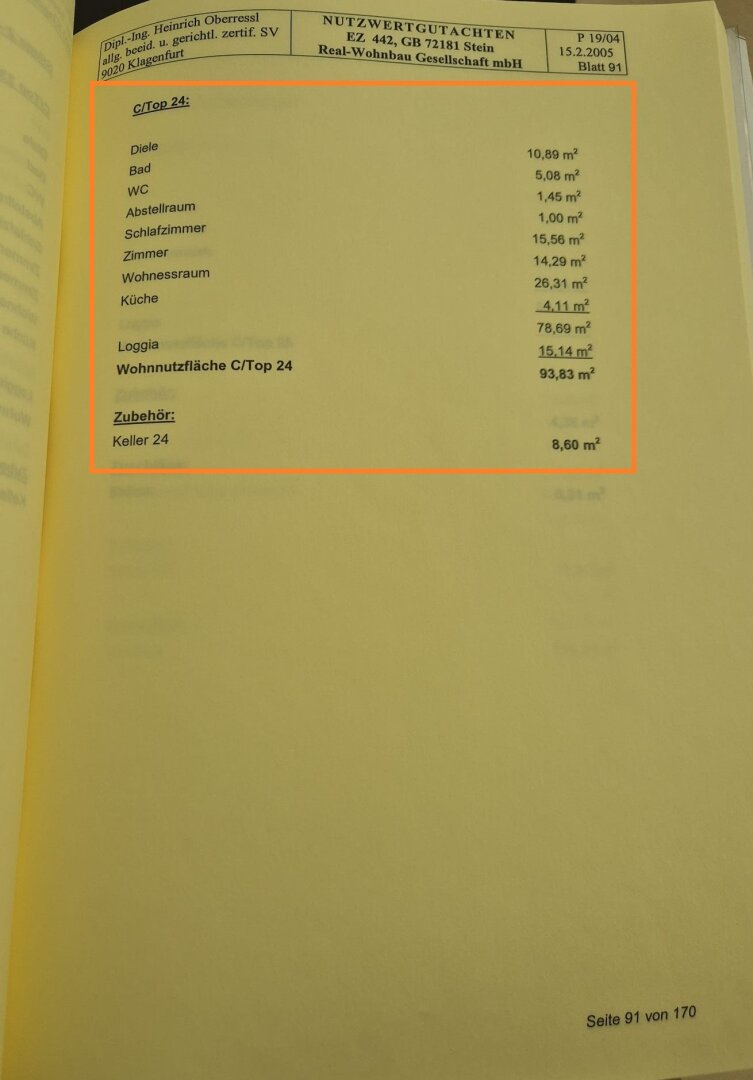 Dipl.-Ing. Heinrich Oberressl
allg. beeid. u. gerichtl. zertif. SV
9020 Klagenfurt
NUTZWERTGUTACHTEN
EZ 442, GB 72181 Stein
Real-Wohnbau Gesellschaft mbH
P 19/04
15.2.2005
Blatt 91
C/Top 24:
Diele 10,89 m²
Bad 5,08 m²
WC 1,45 m²
Abstellraum 1,00 m²
Schlafzimmer 15,56 m²
Zimmer 14,29 m²
Wohnessraum 26,31 m²
Küche 4,11 m²
78,69 m²
Loggia 15,14 m²
Wohnnutzfläche C/Top 24 93,83 m²
Zubehör:
Keller 24 8,60 m²
Seite 91 von 170